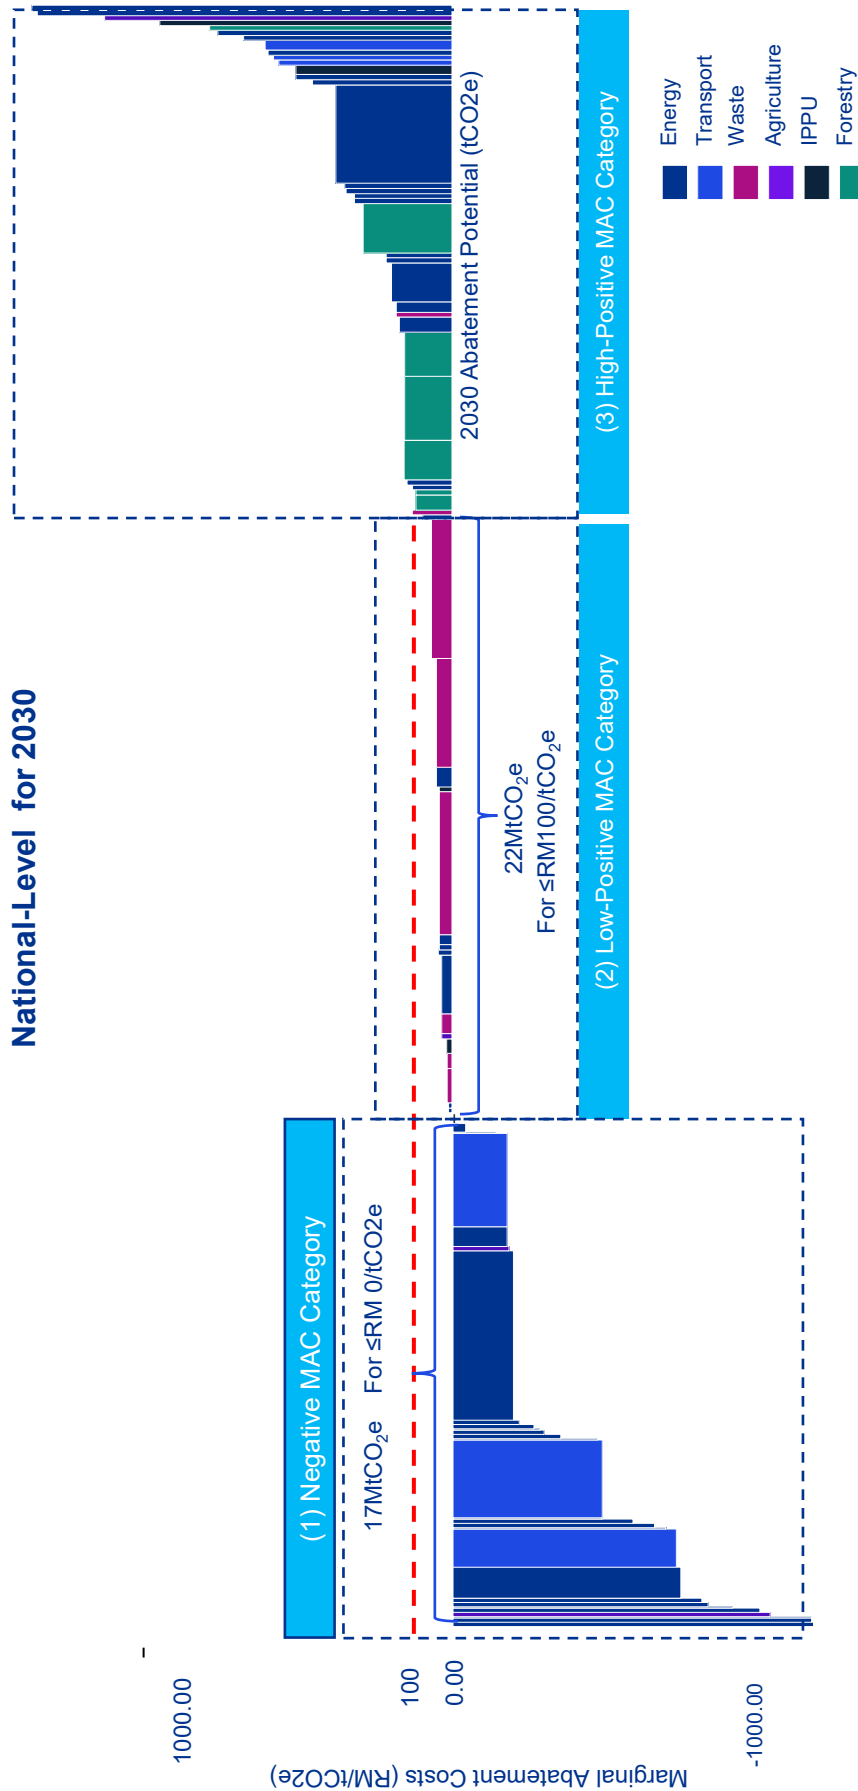 National-Level for 2030
Marginal Abatement Costs (RM/tCO2e)
1000.00
100
0.00
-1000.00
(1) Negative MAC Category
17MtCO₂e For ≤RM 0/tCO2e
22MtCO₂e
For ≤RM100/tCO₂e
(2) Low-Positive MAC Category
2030 Abatement Potential (tCO2e)
(3) High-Positive MAC Category
Energy
Transport
Waste
Agriculture
IPPU
Forestry